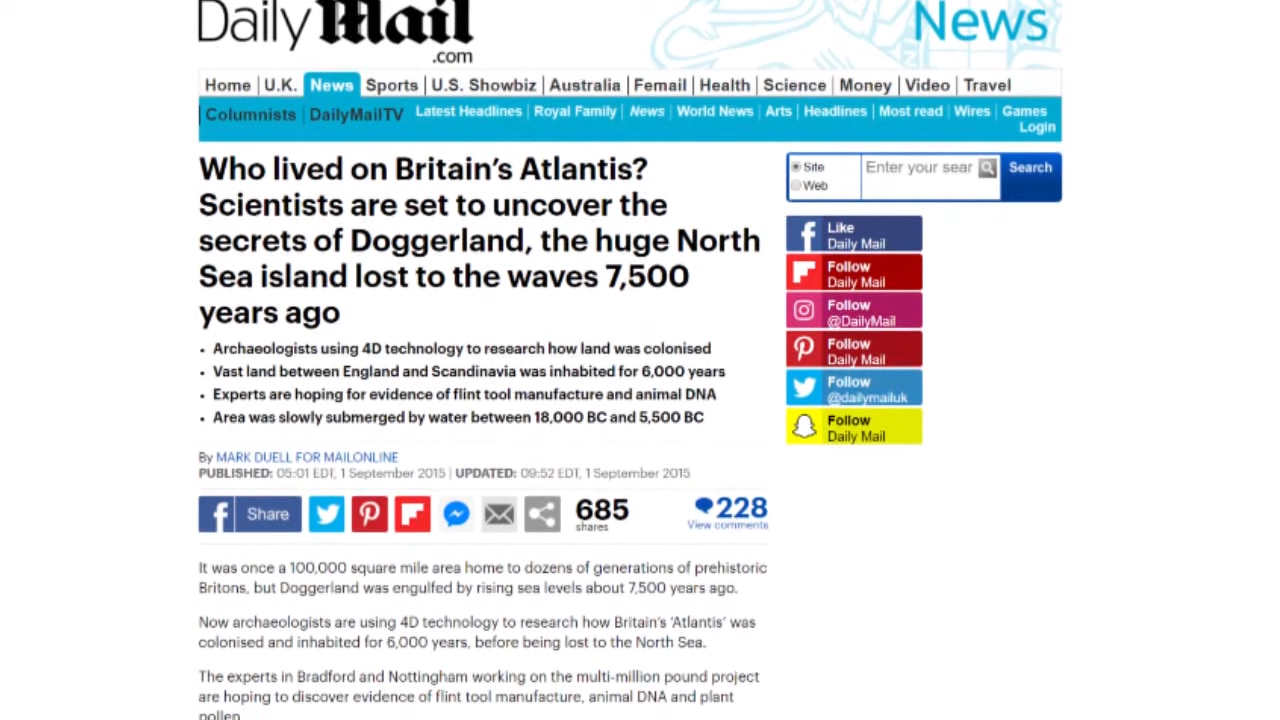 Daily Mail
.com
News
Home U.K. News Sports U.S. Showbiz Australia Femail Health Science Money Video Travel
Columnists DailyMailTV Latest Headlines Royal Family News World News Arts Headlines Most read Wires Games
Login
Who lived on Britain's Atlantis?
Scientists are set to uncover the
secrets of Doggerland, the huge North
Sea island lost to the waves 7,500
years ago
• Archaeologists using 4D technology to research how land was colonised
• Vast land between England and Scandinavia was inhabited for 6,000 years
• Experts are hoping for evidence of flint tool manufacture and animal DNA
• Area was slowly submerged by water between 18,000 BC and 5,500 BC
By MARK DUELL FOR MAILONLINE
PUBLISHED: 05:01 EDT, 1 September 2015 | UPDATED: 09:52 EDT, 1 September 2015
Share
685
shares
228
View comments
It was once a 100,000 square mile area home to dozens of generations of prehistoric
Britons, but Doggerland was engulfed by rising sea levels about 7,500 years ago.
Now archaeologists are using 4D technology to research how Britain's 'Atlantis' was
colonised and inhabited for 6,000 years, before being lost to the North Sea.
The experts in Bradford and Nottingham working on the multi-million pound project
are hoping to discover evidence of flint tool manufacture, animal DNA and plant
pollen
Site
Web
Enter your sear
Search
Like
Daily Mail
Follow
Daily Mail
Follow
@DailyMail
Follow
Daily Mail
Follow
@dailymailuk
Follow
Daily Mail